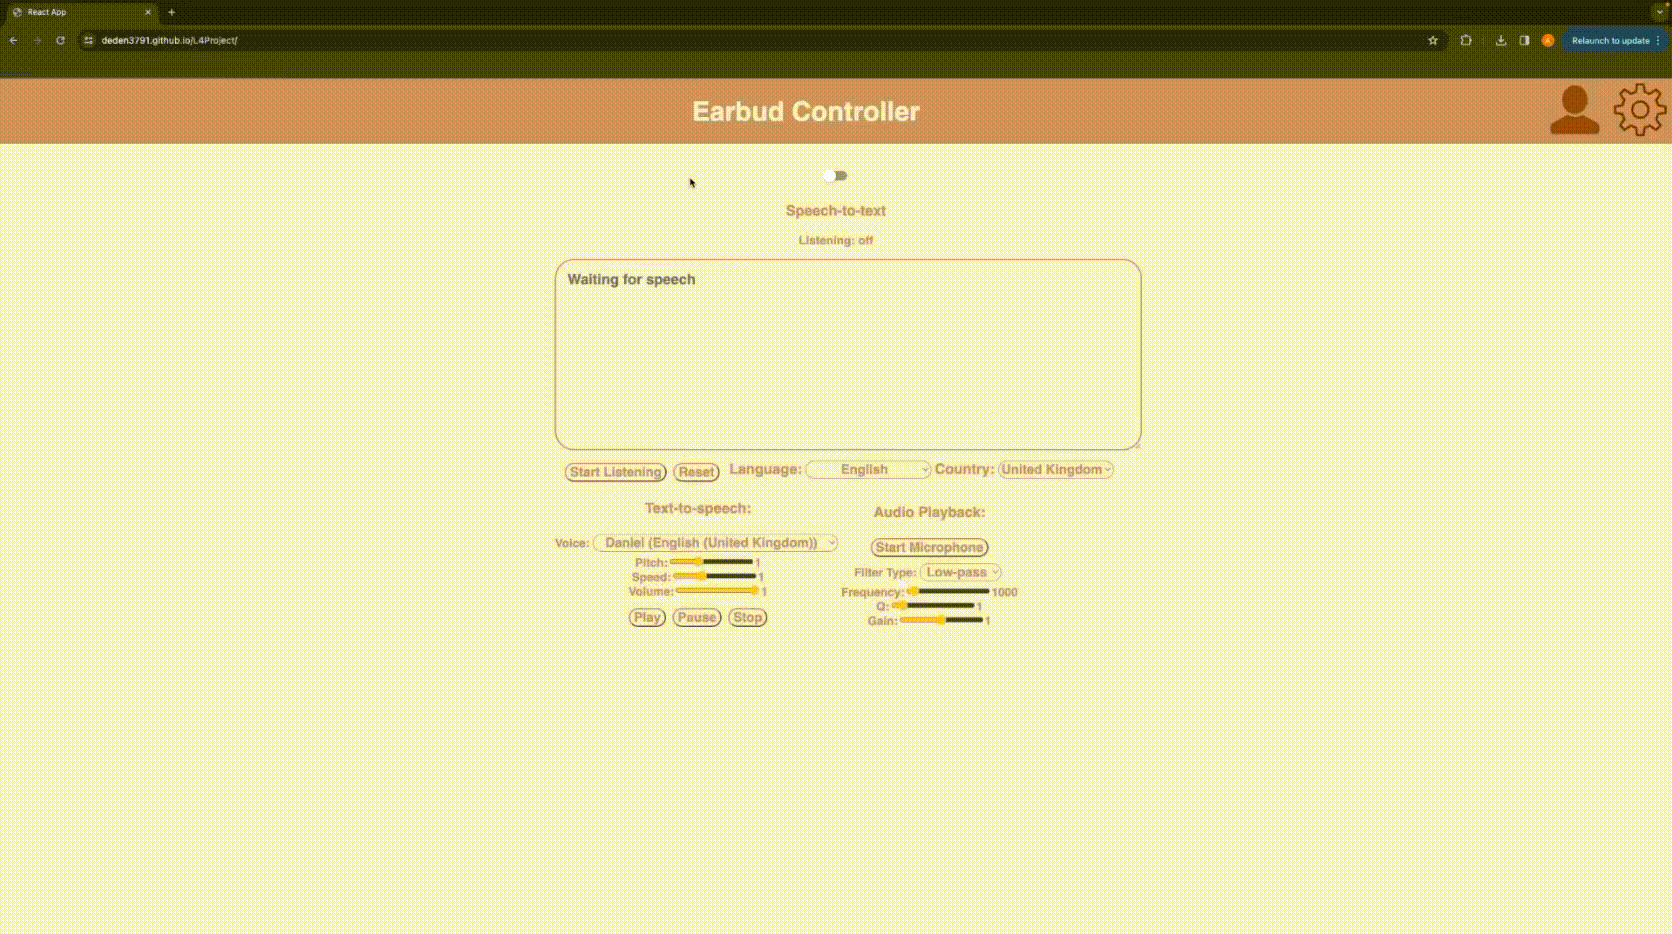 React App
deden3791.github.io/L4Project/
Relaunch to update
Earbud Controller
Speech-to-text
Listening: off
Waiting for speech
Start Listening Reset Language: English Country: United Kingdom
Text-to-speech:
Voice: Daniel (English (United Kingdom))
Pitch: 1
Speed: 1
Volume: 1
Play Pause Stop
Audio Playback:
Start Microphone
Filter Type: Low-pass
Frequency: 1000
Q: 1
Gain: 1